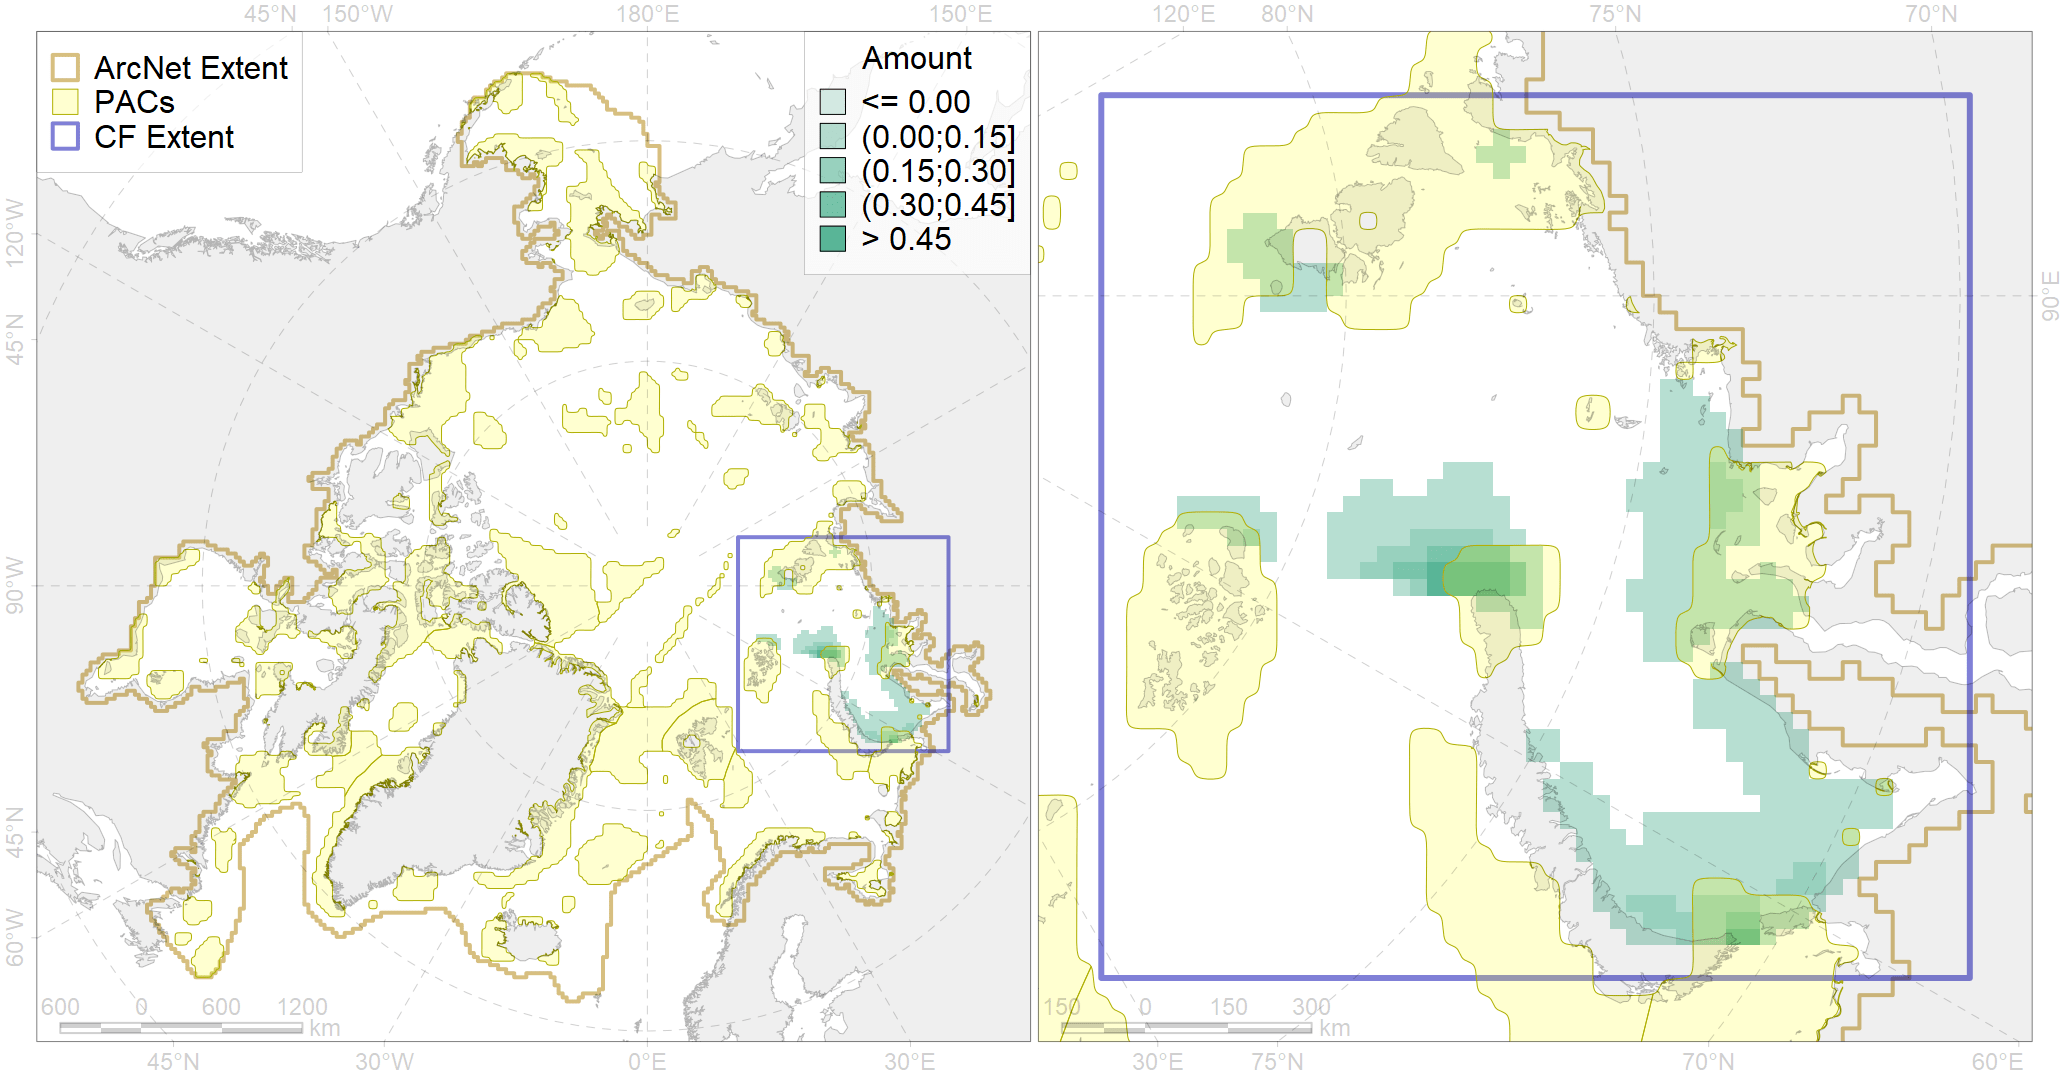 45°N 150°W 180°E 150°E 120°E 80°N 75°N 70°N
ArcNet Extent
PACs
CF Extent
Amount
<= 0.00
(0.00;0.15]
(0.15;0.30]
(0.30;0.45]
> 0.45
120°W
45°N
90°W
45°N
60°W
90°E
600 0 600 1200
km
150 0 150 300
km
45°W 30°W 0°E 30°E 30°E 75°N 70°N 60°E